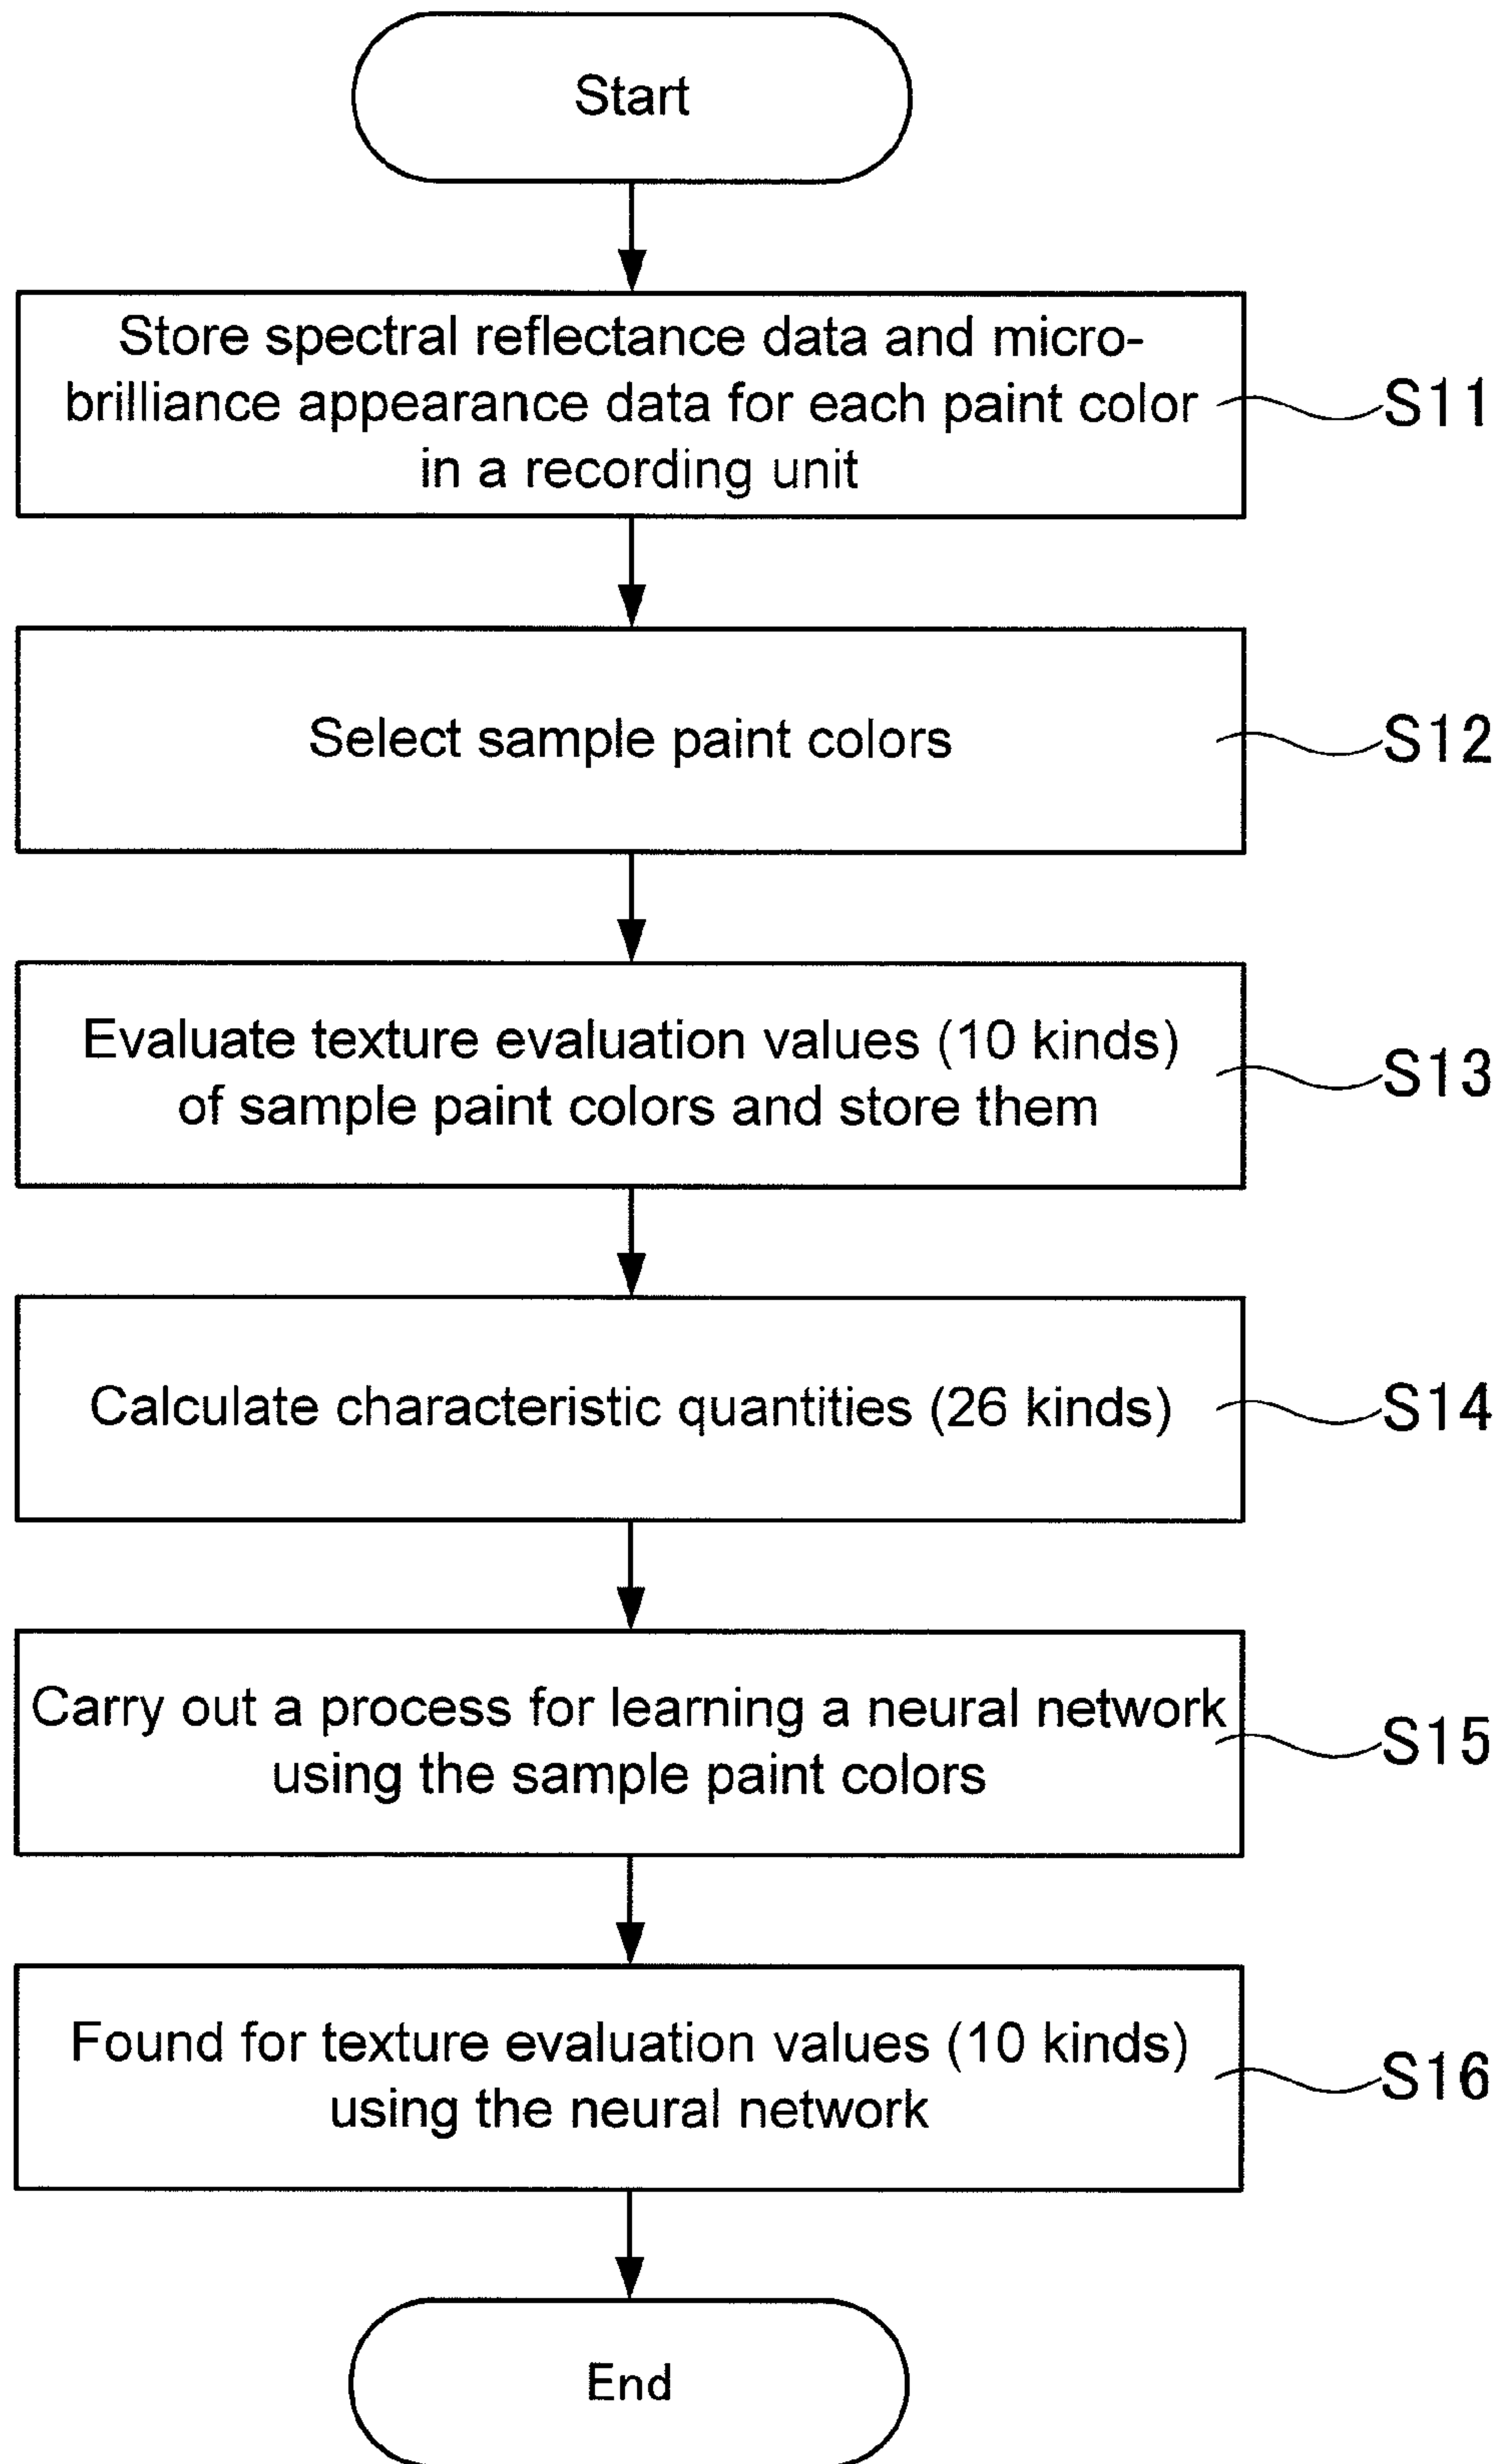 Start
Store spectral reflectance data and micro-
brilliance appearance data for each paint color
in a recording unit
S11
Select sample paint colors
S12
Evaluate texture evaluation values (10 kinds)
of sample paint colors and store them
S13
Calculate characteristic quantities (26 kinds)
S14
Carry out a process for learning a neural network
using the sample paint colors
S15
Found for texture evaluation values (10 kinds)
using the neural network
S16
End